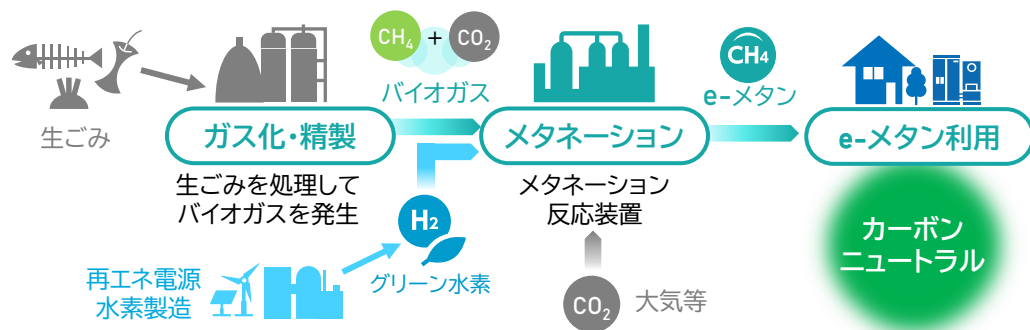 生ごみ
ガス化・精製
生ごみを処理して
バイオガスを発生
CH4 + CO2
バイオガス
メタネーション
メタネーション
反応装置
CH4
e-メタン
e-メタン利用
カーボン
ニュートラル
再エネ電源
水素製造
H2
グリーン水素
CO2 大気等